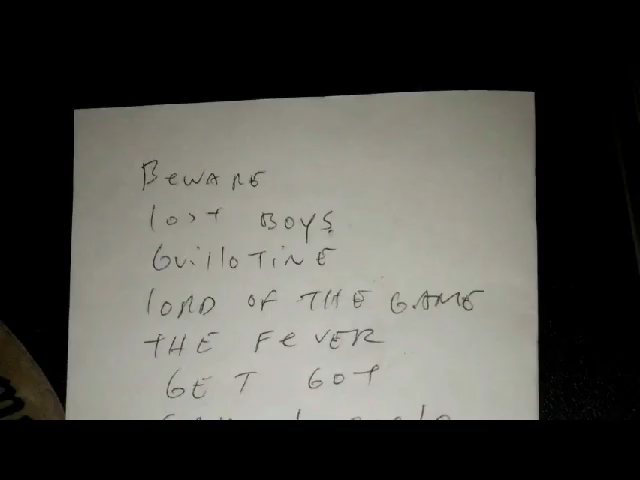 BeWARE
lost BOYS
GuilloTiNE
lORD OF THE GAME
tHE FeVER
GET GOT